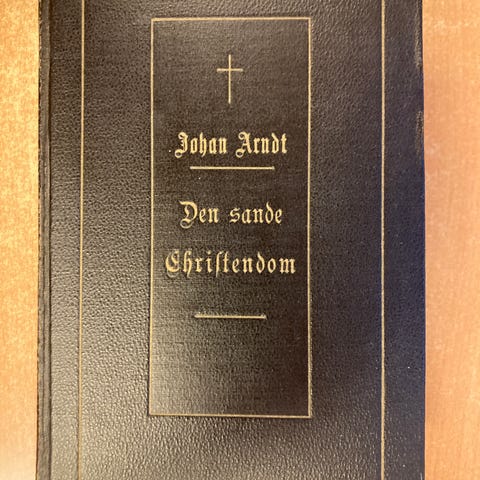 Johan Arndt
Den sande
Christendom